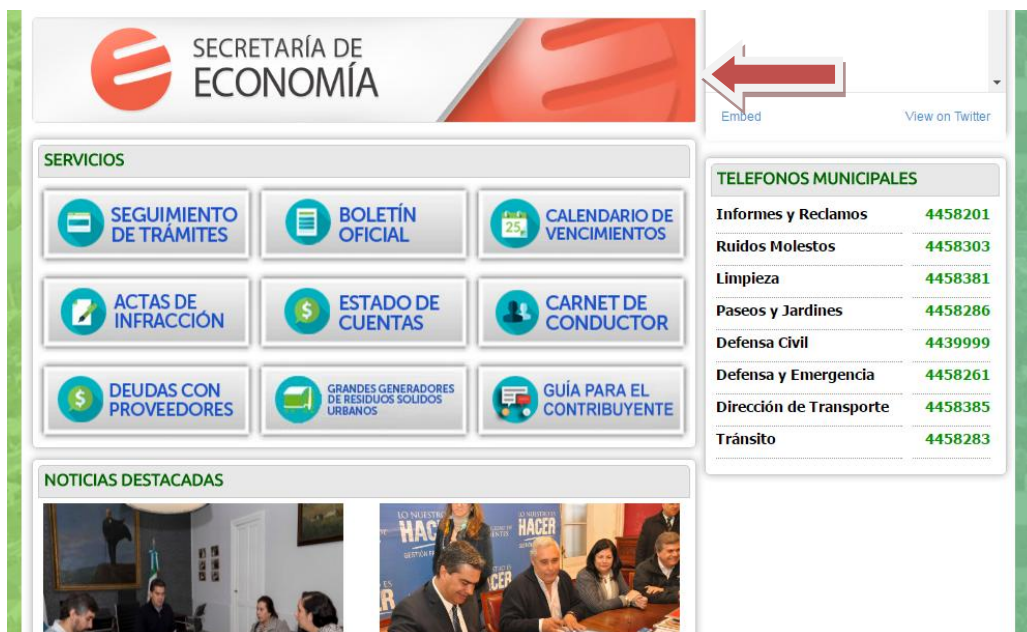 SECRETARÍA DE
ECONOMÍA
Embed
View on Twitter
SERVICIOS
SEGUIMIENTO
DE TRÁMITES
BOLETÍN
OFICIAL
25
CALENDARIO DE
VENCIMIENTOS
ACTAS DE
INFRACCIÓN
$
ESTADO DE
CUENTAS
CARNET DE
CONDUCTOR
$
DEUDAS CON
PROVEEDORES
GRANDES GENERADORES
DE RESIDUOS SOLIDOS
URBANOS
GUÍA PARA EL
CONTRIBUYENTE
TELEFONOS MUNICIPALES
Informes y Reclamos 4458201
Ruidos Molestos 4458303
Limpieza 4458381
Paseos y Jardines 4458286
Defensa Civil 4439999
Defensa y Emergencia 4458261
Dirección de Transporte 4458385
Tránsito 4458283
NOTICIAS DESTACADAS
LO NUESTRO
HACER